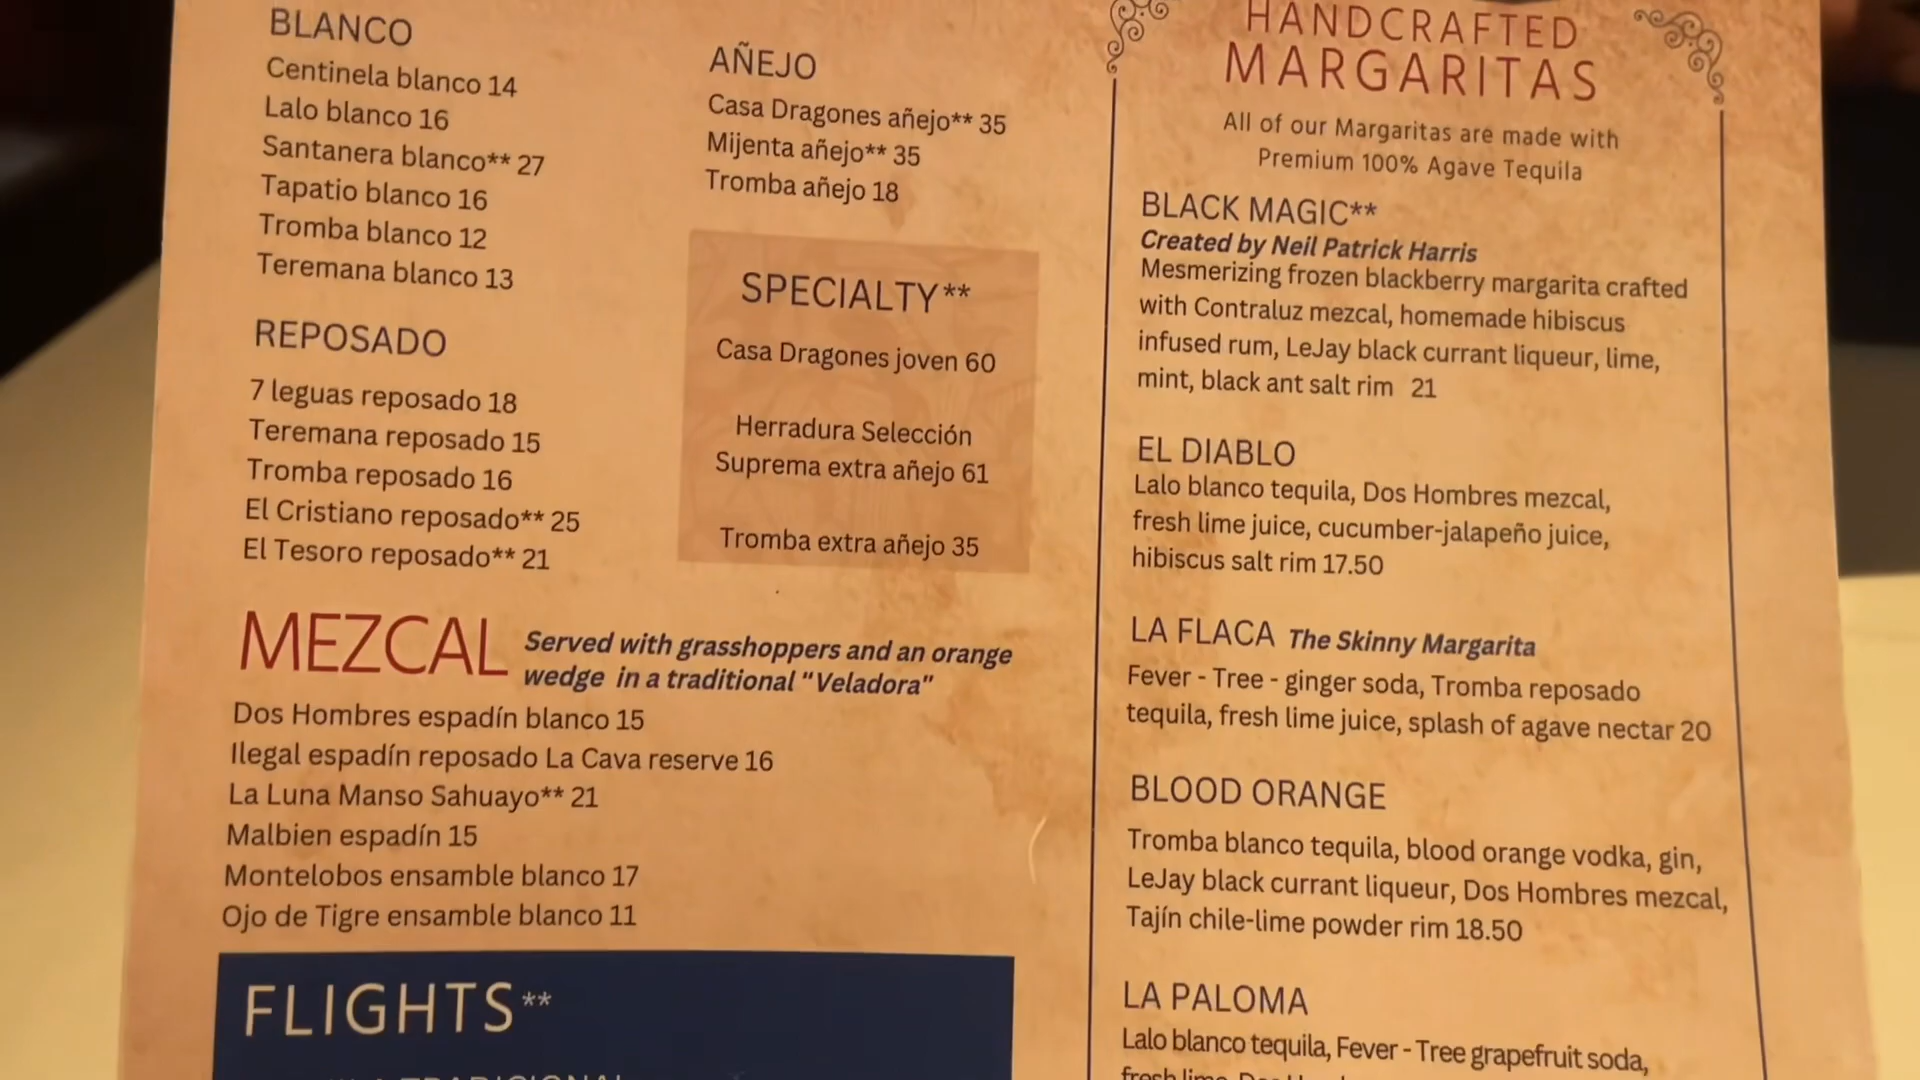 BLANCO
Centinela blanco 14
Lalo blanco 16
Santanera blanco** 27
Tapatio blanco 16
Tromba blanco 12
Teremana blanco 13
REPOSADO
7 leguas reposado 18
Teremana reposado 15
Tromba reposado 16
El Cristiano reposado** 25
El Tesoro reposado** 21
AÑEJO
Casa Dragones añejo** 35
Mijenta añejo** 35
Tromba añejo 18
SPECIALTY**
Casa Dragones joven 60
Herradura Selección
Suprema extra añejo 61
Tromba extra añejo 35
MEZCAL
Served with grasshoppers and an orange
wedge in a traditional "Veladora"
Dos Hombres espadín blanco 15
Ilegal espadín reposado La Cava reserve 16
La Luna Manso Sahuayo** 21
Malbien espadín 15
Montelobos ensamble blanco 17
Ojo de Tigre ensamble blanco 11
FLIGHTS**
HANDCRAFTED
MARGARITAS
All of our Margaritas are made with
Premium 100% Agave Tequila
BLACK MAGIC**
Created by Neil Patrick Harris
Mesmerizing frozen blackberry margarita crafted
with Contraluz mezcal, homemade hibiscus
infused rum, LeJay black currant liqueur, lime,
mint, black ant salt rim 21
EL DIABLO
Lalo blanco tequila, Dos Hombres mezcal,
fresh lime juice, cucumber-jalapeño juice,
hibiscus salt rim 17.50
LA FLACA The Skinny Margarita
Fever - Tree - ginger soda, Tromba reposado
tequila, fresh lime juice, splash of agave nectar 20
BLOOD ORANGE
Tromba blanco tequila, blood orange vodka, gin,
LeJay black currant liqueur, Dos Hombres mezcal,
Tajín chile-lime powder rim 18.50
LA PALOMA
Lalo blanco tequila, Fever - Tree grapefruit soda,
fresh lime